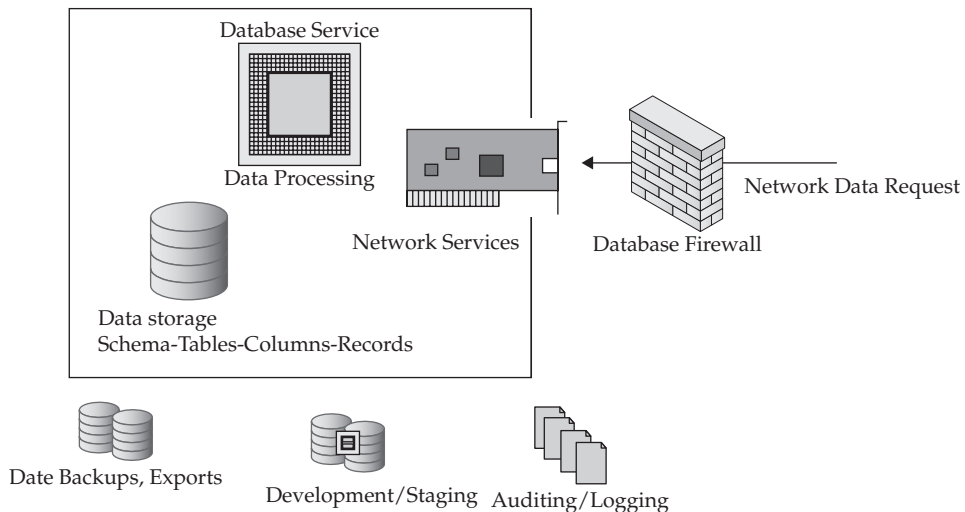 Database Service
Data Processing
Network Services
Network Data Request
Database Firewall
Data storage
Schema-Tables-Columns-Records
Date Backups, Exports
Development/Staging
Auditing/Logging